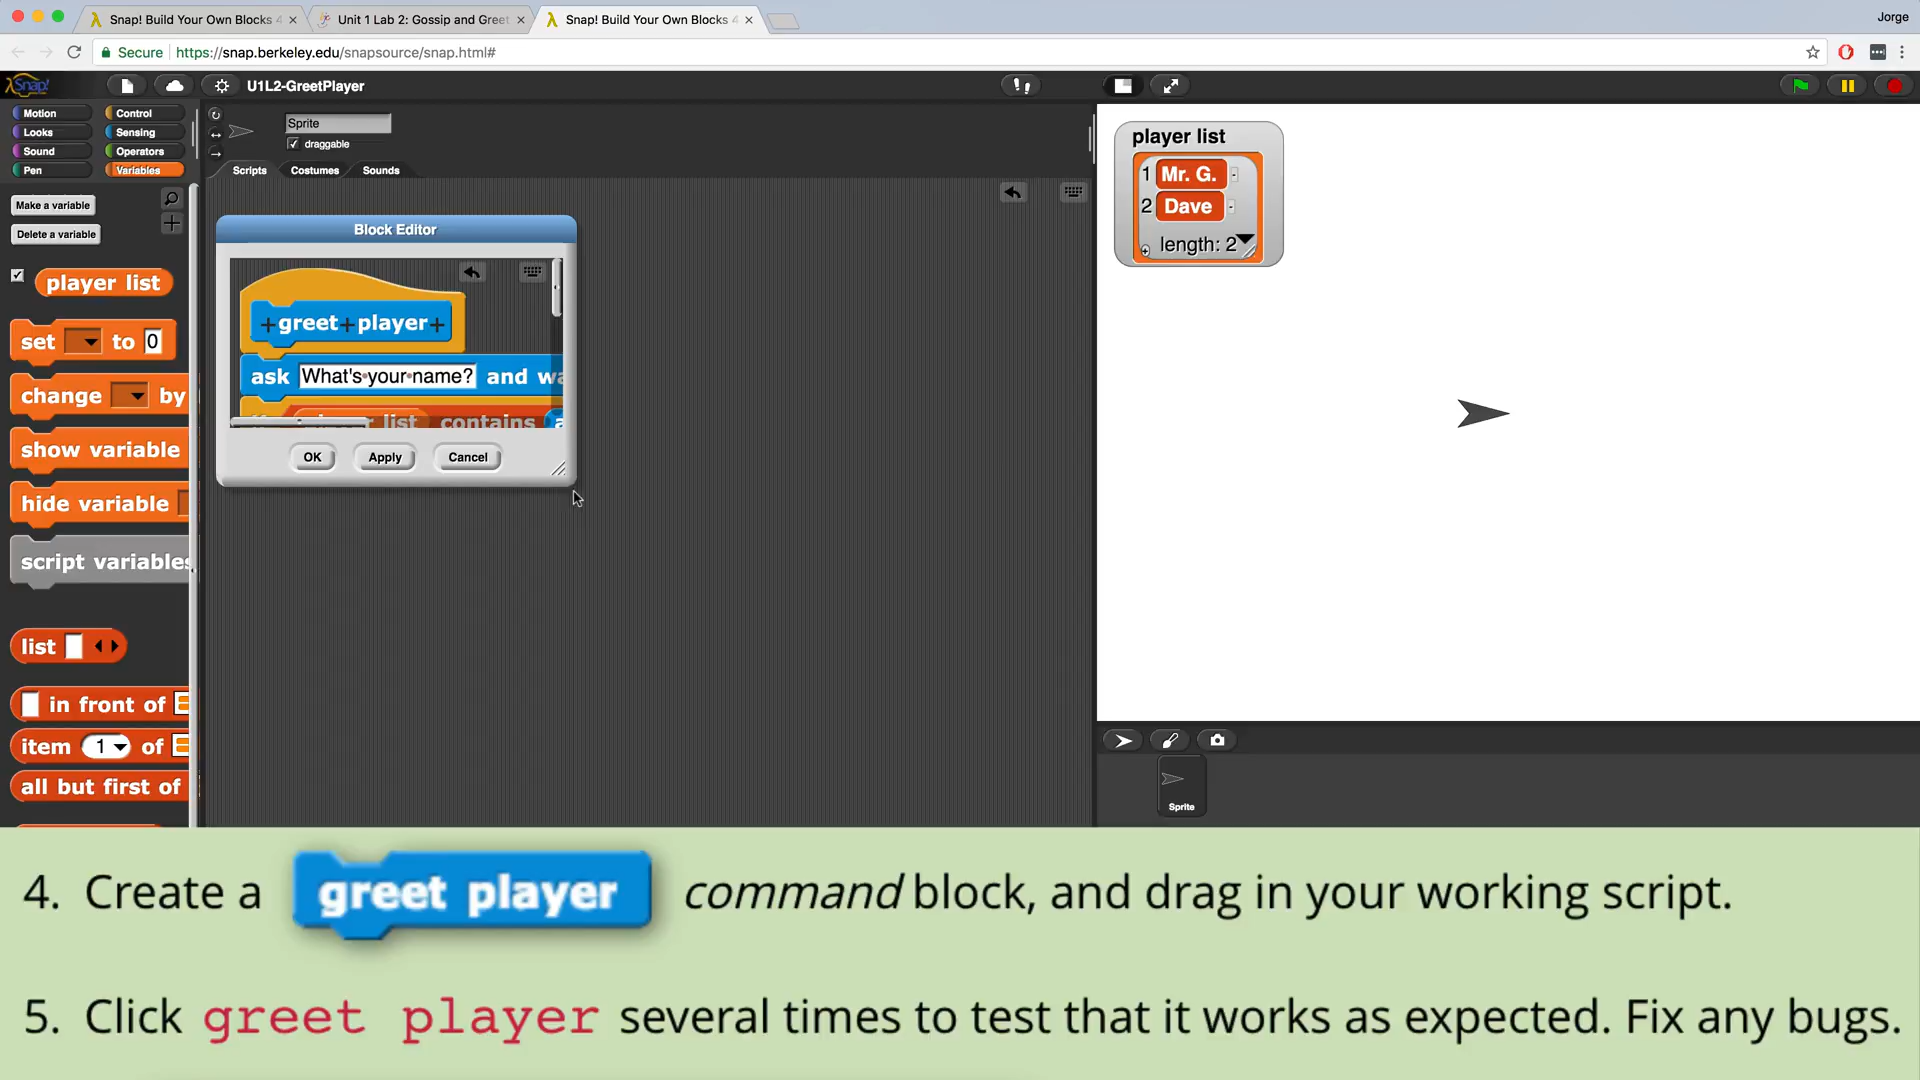 Snap! Build Your Own Blocks 4
Unit 1 Lab 2: Gossip and Greet
Snap! Build Your Own Blocks 4
Jorge
Secure https://snap.berkeley.edu/snapsource/snap.html#
Snap!
U1L2-GreetPlayer
Motion Control
Looks Sensing
Sound Operators
Pen Variables
Sprite
draggable
Scripts Costumes Sounds
Make a variable
Delete a variable
player list
set to 0
change by
show variable
hide variable
script variables
list
in front of
item 1 of
all but first of
Block Editor
+greet+player+
ask What's your name? and wa
list contains
OK Apply Cancel
player list
1 Mr. G.
2 Dave
+ length: 2
Sprite
4. Create a greet player command block, and drag in your working script.
5. Click greet player several times to test that it works as expected. Fix any bugs.